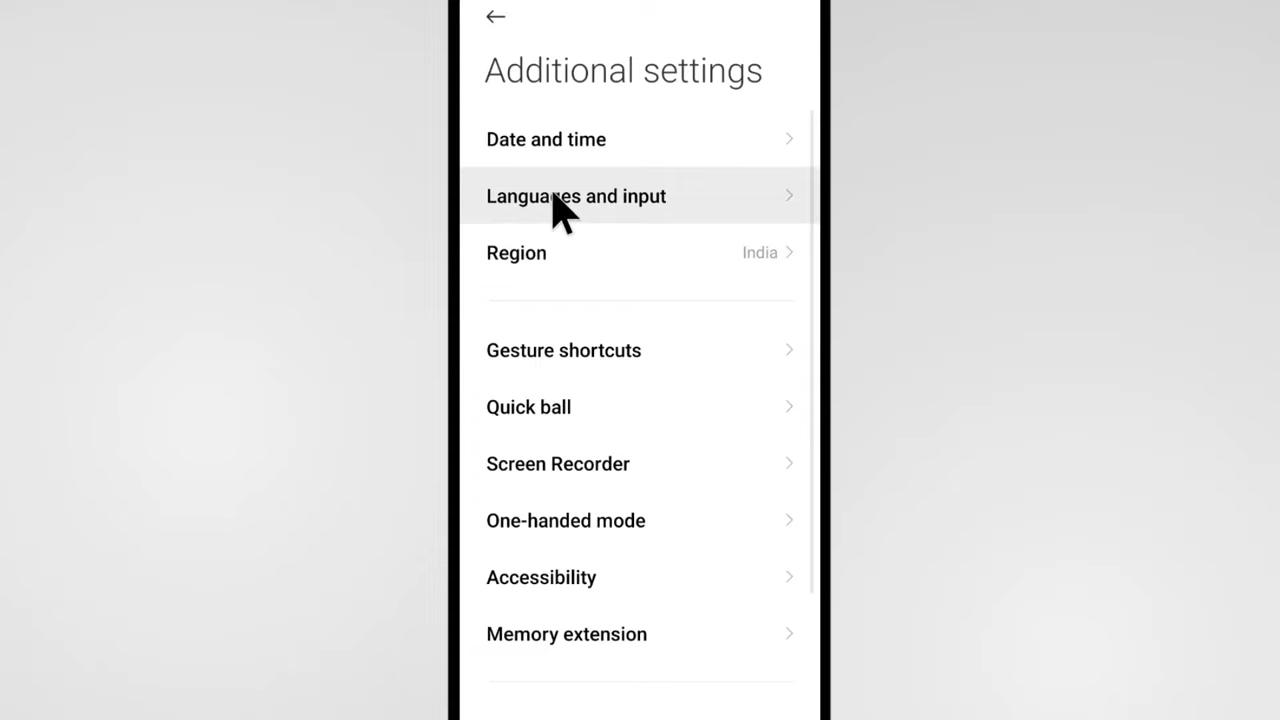 Additional settings
Date and time
Languages and input
Region India
Gesture shortcuts
Quick ball
Screen Recorder
One-handed mode
Accessibility
Memory extension